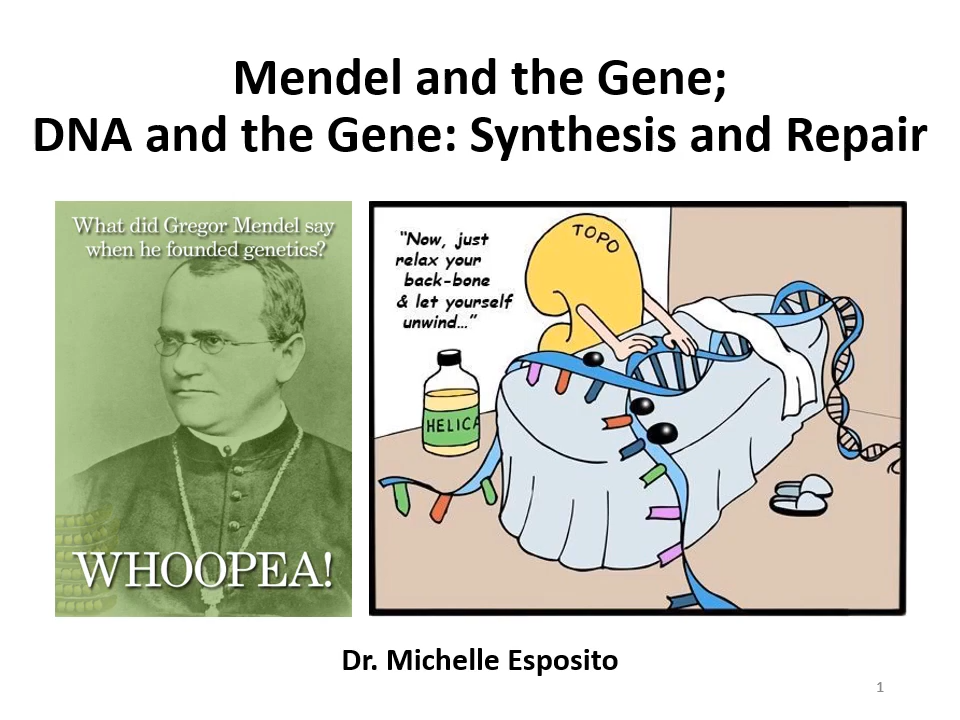 Mendel and the Gene;
DNA and the Gene: Synthesis and Repair
What did Gregor Mendel say
when he founded genetics?
WHOOPEA!
"Now, just
relax your
back-bone
& let yourself
unwind..."
TOPO
HELICA
Dr. Michelle Esposito
1